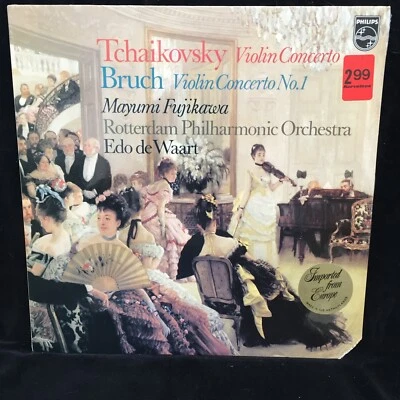 PHILIPS
Tchaikovsky Violin Concerto
Bruch Violin Concerto No.1
2.99
Mayumi Fujikawa
Rotterdam Philharmonic Orchestra
Edo de Waart
Imported
from
Europe